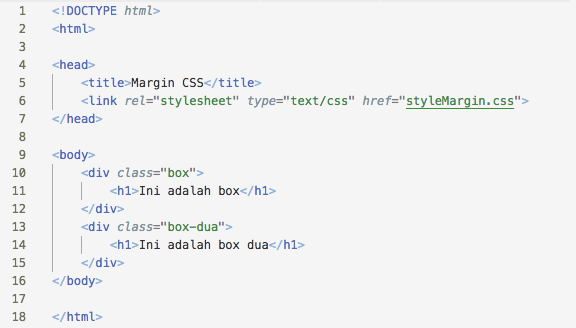 1 <!DOCTYPE html>
2 <html>
3
4 <head>
5 <title>Margin CSS</title>
6 <link rel="stylesheet" type="text/css" href="styleMargin.css">
7 </head>
8
9 <body>
10 <div class="box">
11 <h1>Ini adalah box</h1>
12 </div>
13 <div class="box-dua">
14 <h1>Ini adalah box dua</h1>
15 </div>
16 </body>
17
18 </html>